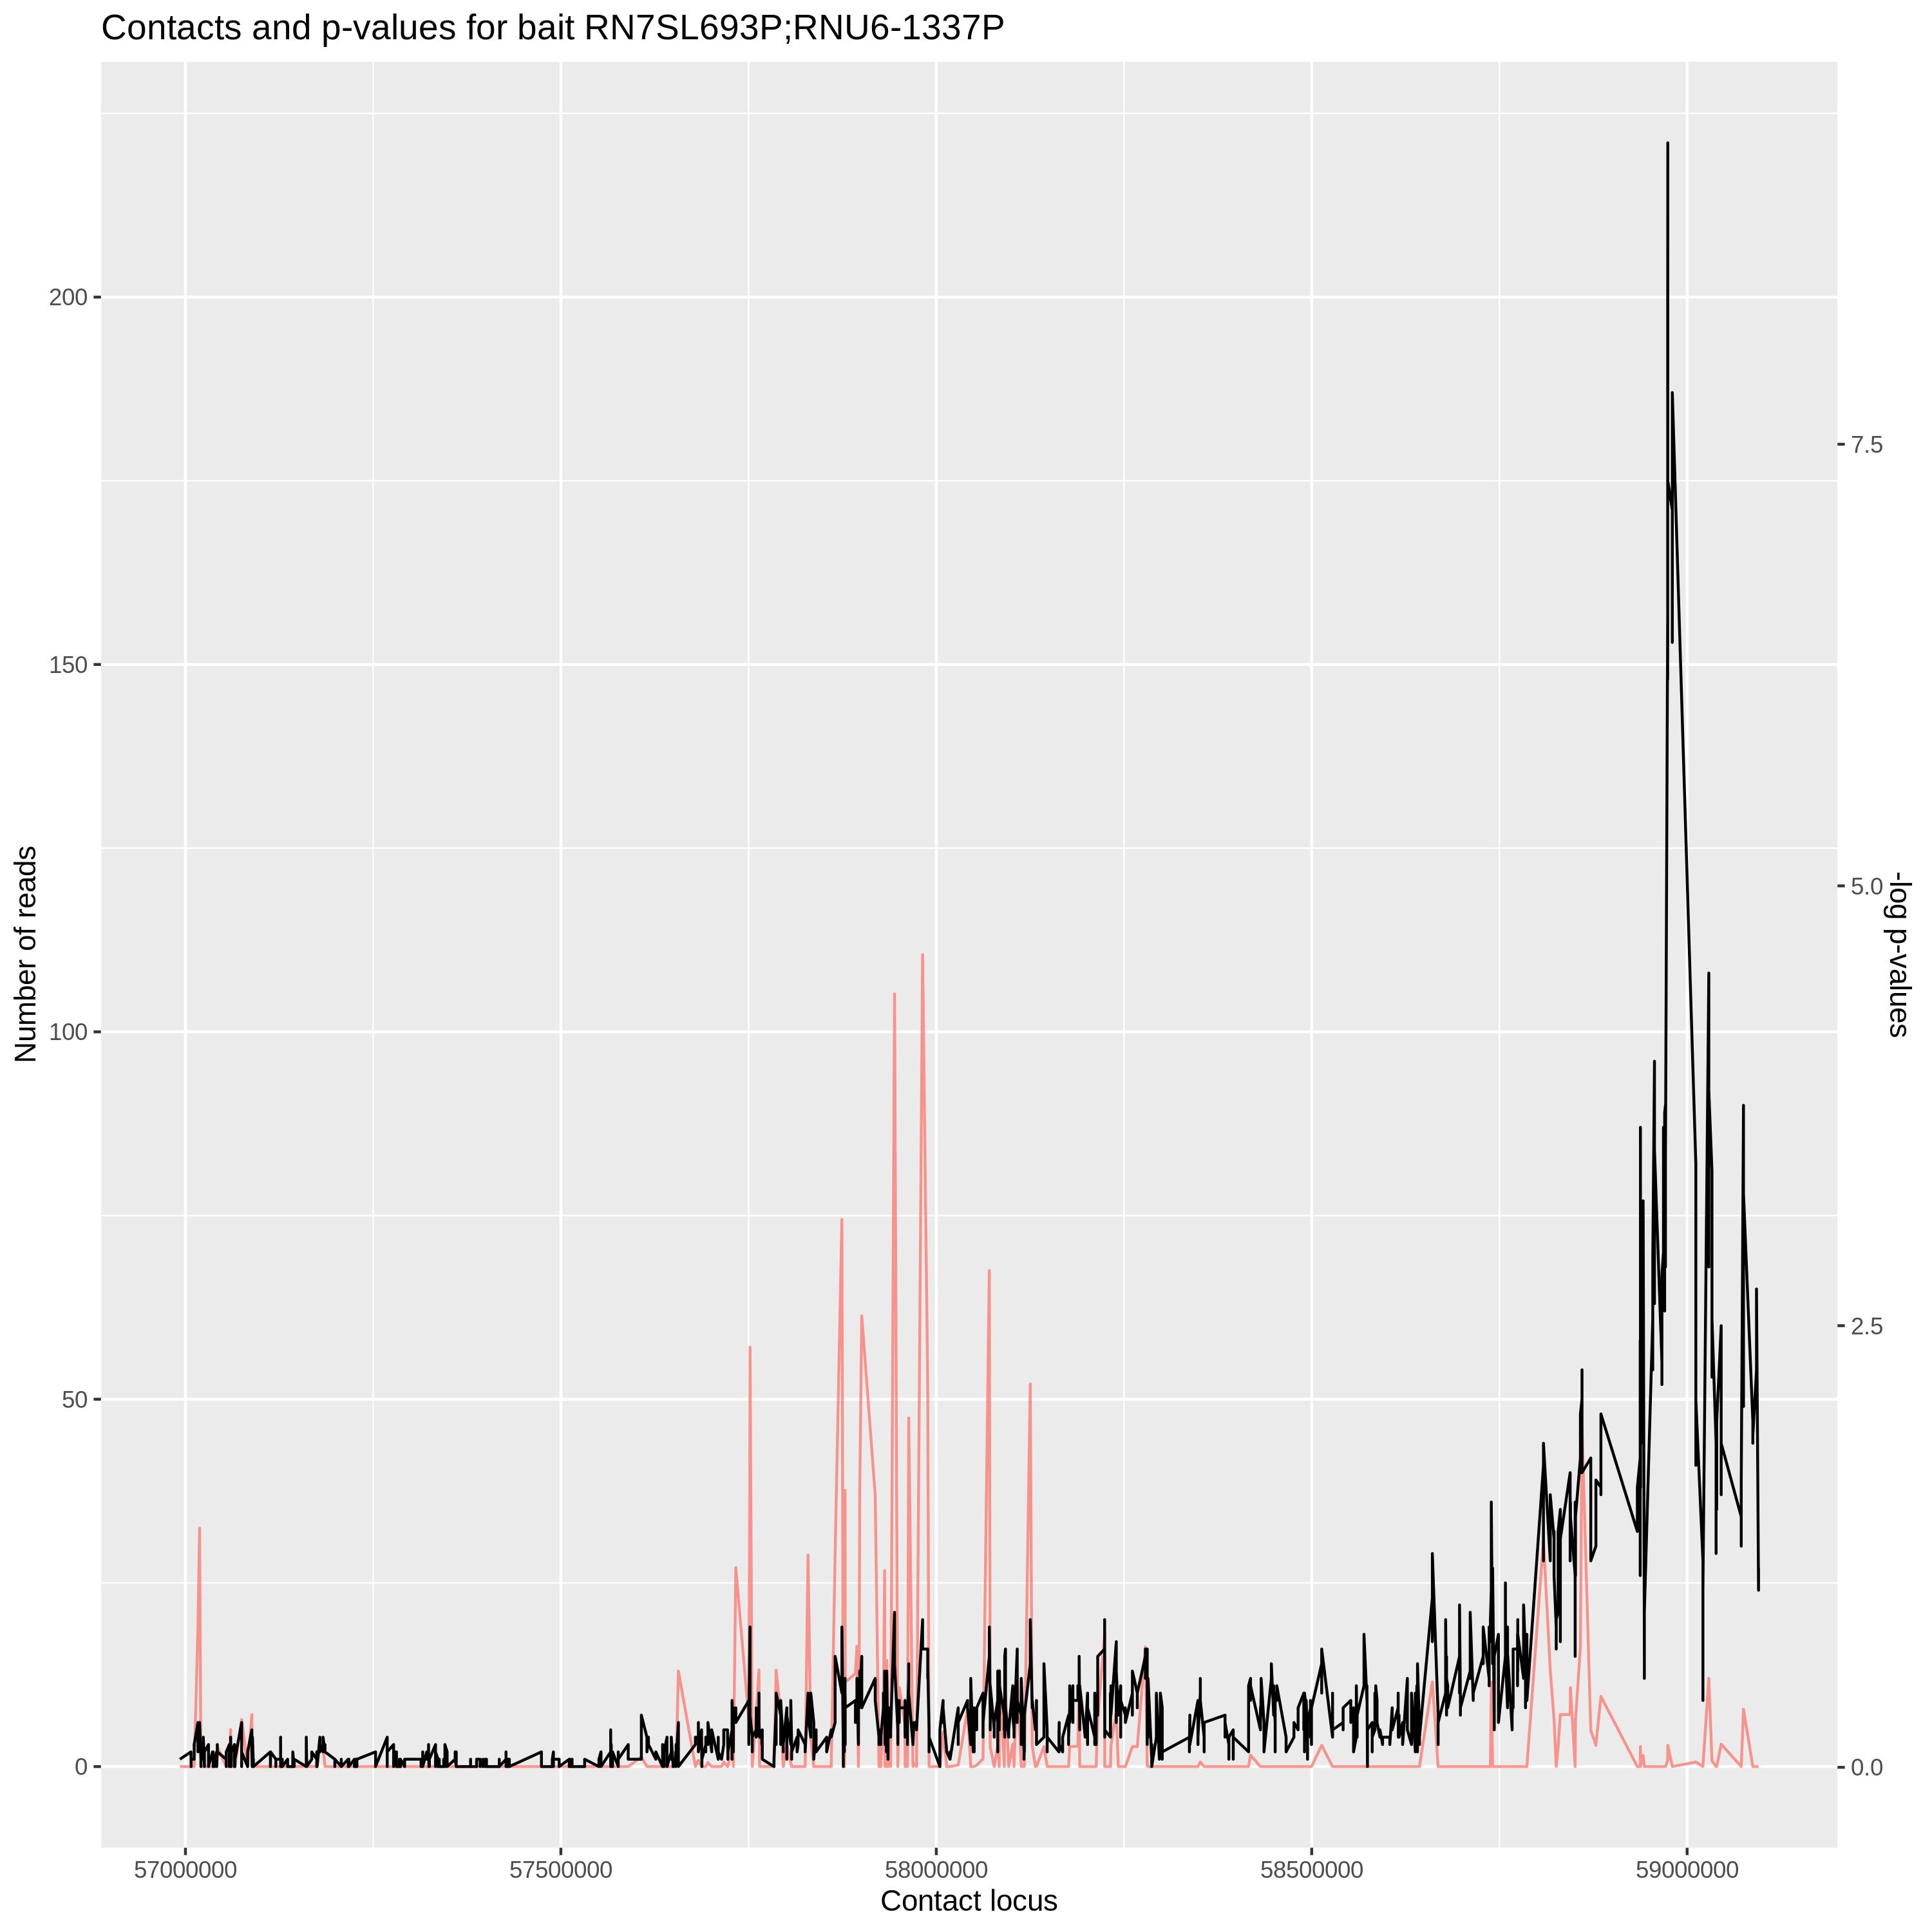 Contacts and p-values for bait RN7SL693P;RNU6-1337P
Number of reads
200
150
100
50
0
7.5
5.0
2.5
0.0
-log p-values
57000000 57500000 58000000 58500000 59000000
Contact locus